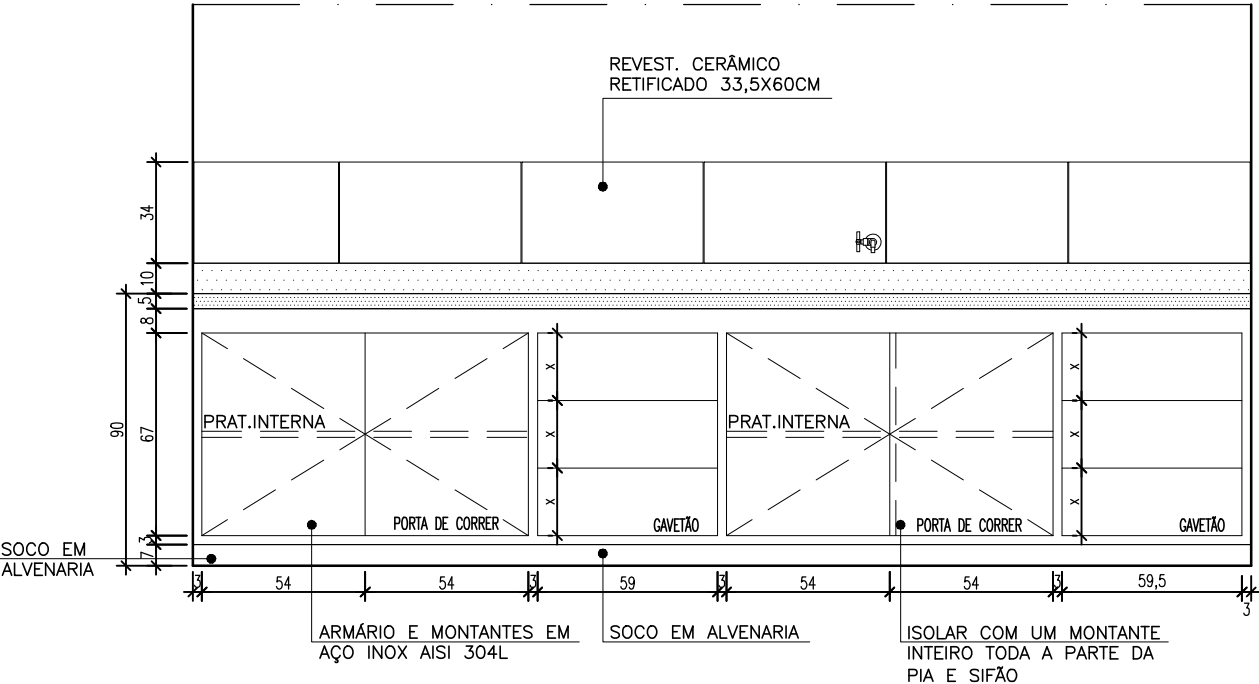 REVEST. CERÂMICO
RETIFICADO 33,5X60CM
34
10
5
8
90
67
3
7
PRAT.INTERNA
PRAT.INTERNA
X
X
X
X
X
X
PORTA DE CORRER
GAVETÃO
PORTA DE CORRER
GAVETÃO
SOCO EM
ALVENARIA
3
54
54
3
59
3
54
54
3
59,5
3
ARMÁRIO E MONTANTES EM
AÇO INOX AISI 304L
SOCO EM ALVENARIA
ISOLAR COM UM MONTANTE
INTEIRO TODA A PARTE DA
PIA E SIFÃO